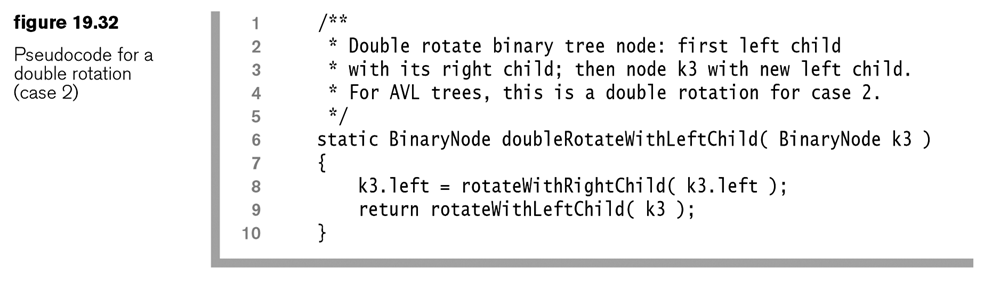 figure 19.32
Pseudocode for a
double rotation
(case 2)
1 /**
2 * Double rotate binary tree node: first left child
3 * with its right child; then node k3 with new left child.
4 * For AVL trees, this is a double rotation for case 2.
5 */
6 static BinaryNode doubleRotateWithLeftChild( BinaryNode k3 )
7 {
8 k3.left = rotateWithRightChild( k3.left );
9 return rotateWithLeftChild( k3 );
10 }